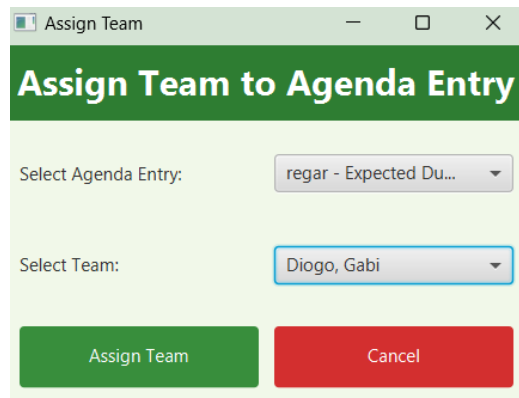 Assign Team
Assign Team to Agenda Entry
Select Agenda Entry: regar - Expected Du...
Select Team: Diogo, Gabi
Assign Team Cancel